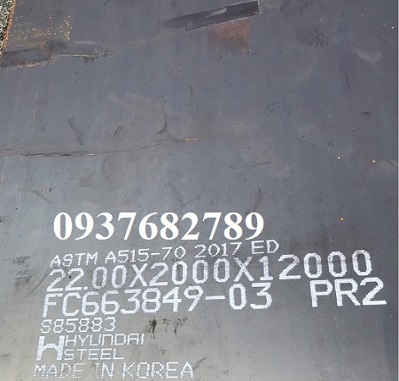 0937682789
ASTM A515-70 2017 ED
22.00X2000X12000
FC663849-03 PR2
S85883
HYUNDAI
STEEL
MADE IN KOREA